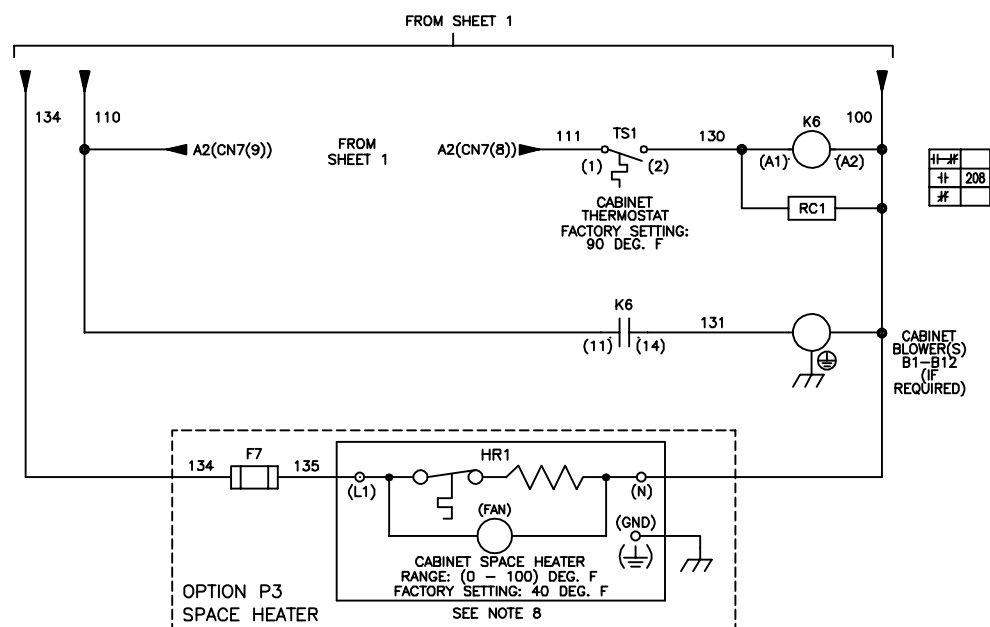 FROM SHEET 1
134
110
100
A2(CN7(9))
FROM
SHEET 1
A2(CN7(8))
111
TS1
130
K6
(1)
(2)
(A1)
(A2)
208
RC1
CABINET
THERMOSTAT
FACTORY SETTING:
90 DEG. F
K6
(11)
(14)
131
CABINET
BLOWER(S)
B1-B12
(IF
REQUIRED)
134
F7
135
HR1
(L1)
(N)
(FAN)
(GND)
CABINET SPACE HEATER
RANGE: (0 - 100) DEG. F
FACTORY SETTING: 40 DEG. F
OPTION P3
SPACE HEATER
SEE NOTE 8